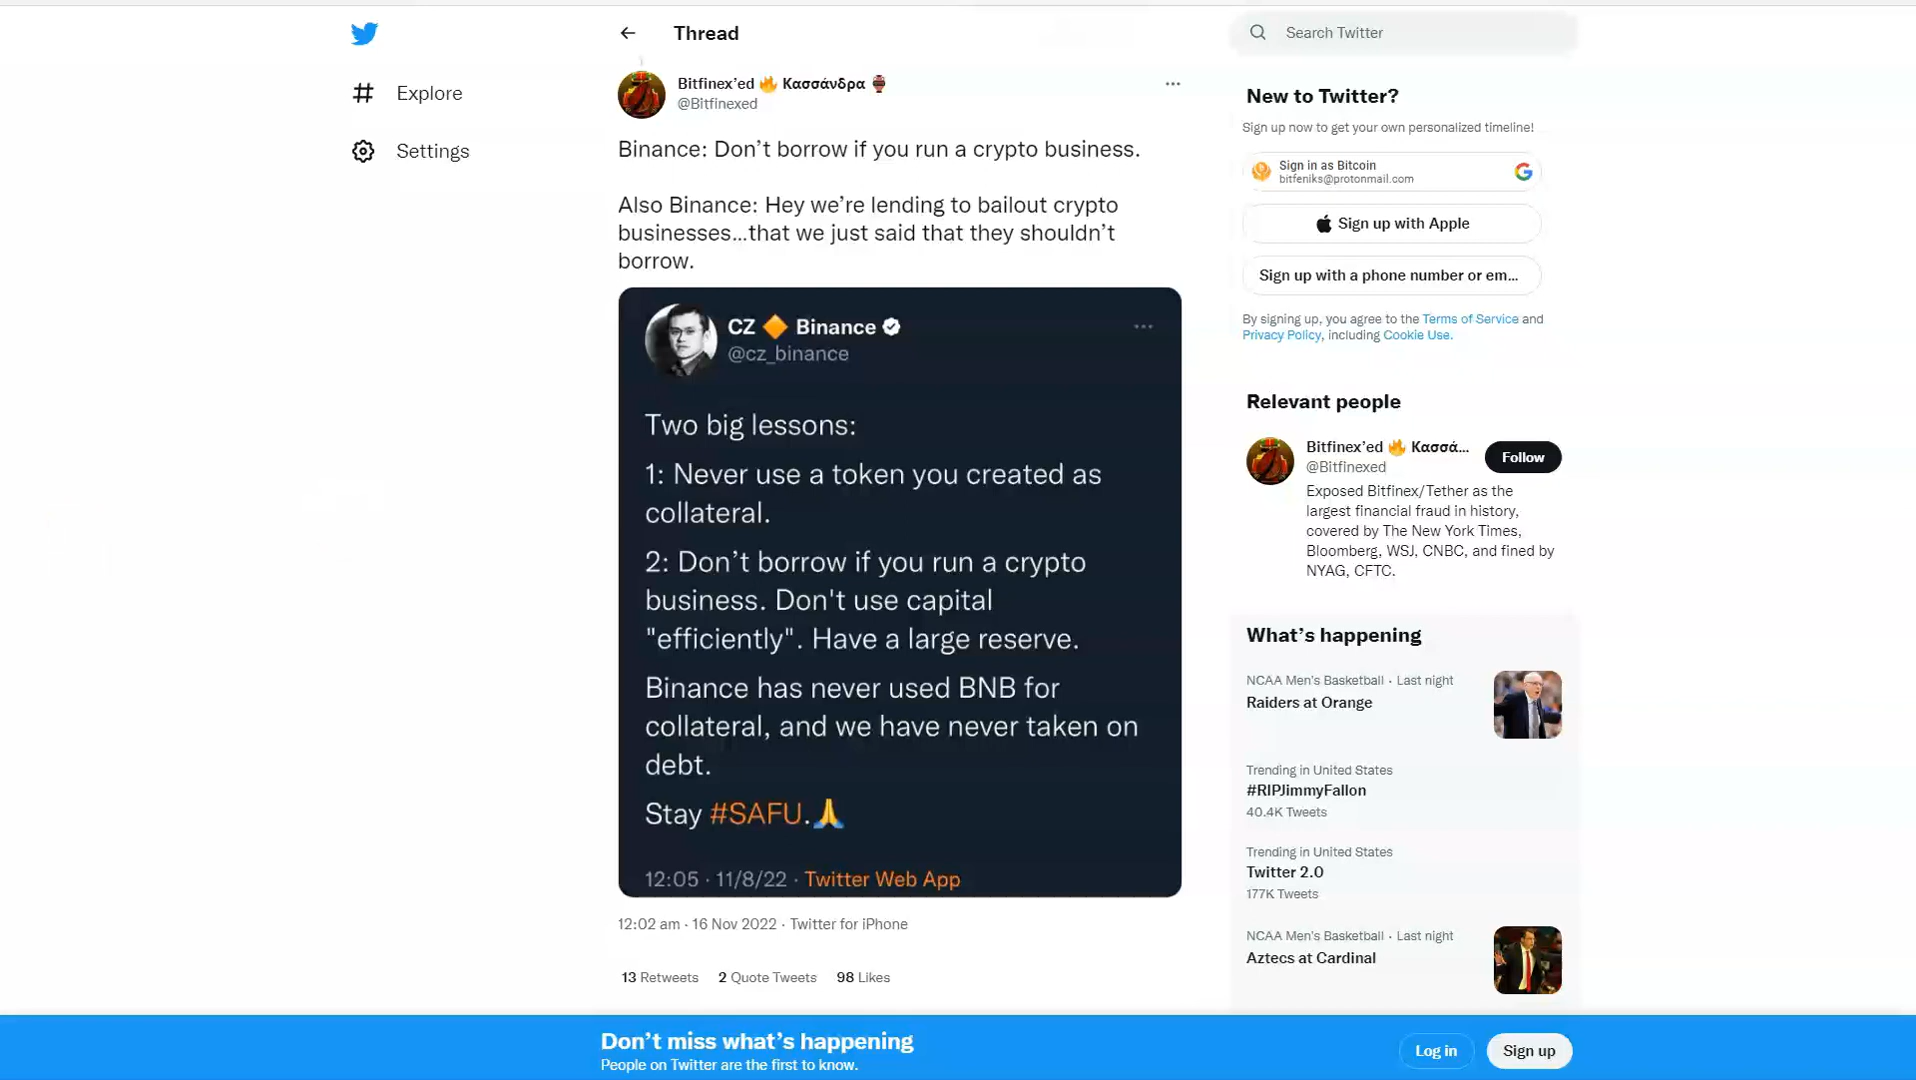 Thread
Search Twitter
Explore
Settings
Bitfinex’ed 🔥 Κασσάνδρα 🏺
@Bitfinexed
Binance: Don’t borrow if you run a crypto business.
Also Binance: Hey we’re lending to bailout crypto
businesses…that we just said that they shouldn’t
borrow.
CZ 🔶 Binance
@cz_binance
Two big lessons:
1: Never use a token you created as
collateral.
2: Don’t borrow if you run a crypto
business. Don't use capital
"efficiently". Have a large reserve.
Binance has never used BNB for
collateral, and we have never taken on
debt.
Stay #SAFU.🙏
12:05 · 11/8/22 · Twitter Web App
12:02 am · 16 Nov 2022 · Twitter for iPhone
13 Retweets 2 Quote Tweets 98 Likes
New to Twitter?
Sign up now to get your own personalized timeline!
Sign in as Bitcoin
bitfeniks@protonmail.com
Sign up with Apple
Sign up with a phone number or em...
By signing up, you agree to the Terms of Service and
Privacy Policy, including Cookie Use.
Relevant people
Bitfinex’ed 🔥 Κασσά...
@Bitfinexed
Follow
Exposed Bitfinex/Tether as the
largest financial fraud in history,
covered by The New York Times,
Bloomberg, WSJ, CNBC, and fined by
NYAG, CFTC.
What’s happening
NCAA Men's Basketball · Last night
Raiders at Orange
Trending in United States
#RIPJimmyFallon
40.4K Tweets
Trending in United States
Twitter 2.0
177K Tweets
NCAA Men's Basketball · Last night
Aztecs at Cardinal
Don’t miss what’s happening
People on Twitter are the first to know.
Log in
Sign up